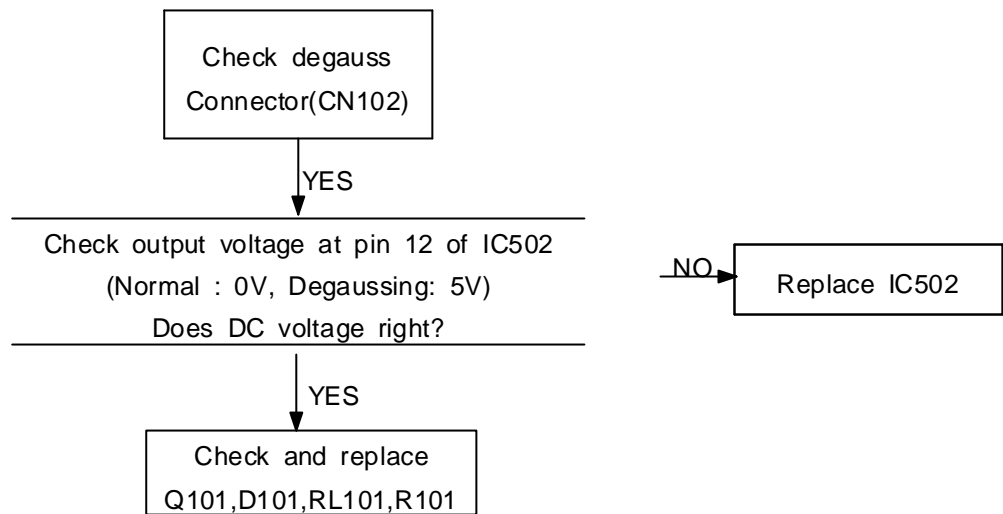 Check degauss
Connector(CN102)
YES
Check output voltage at pin 12 of IC502
(Normal : 0V, Degaussing: 5V)
Does DC voltage right?
NO
Replace IC502
YES
Check and replace
Q101,D101,RL101,R101